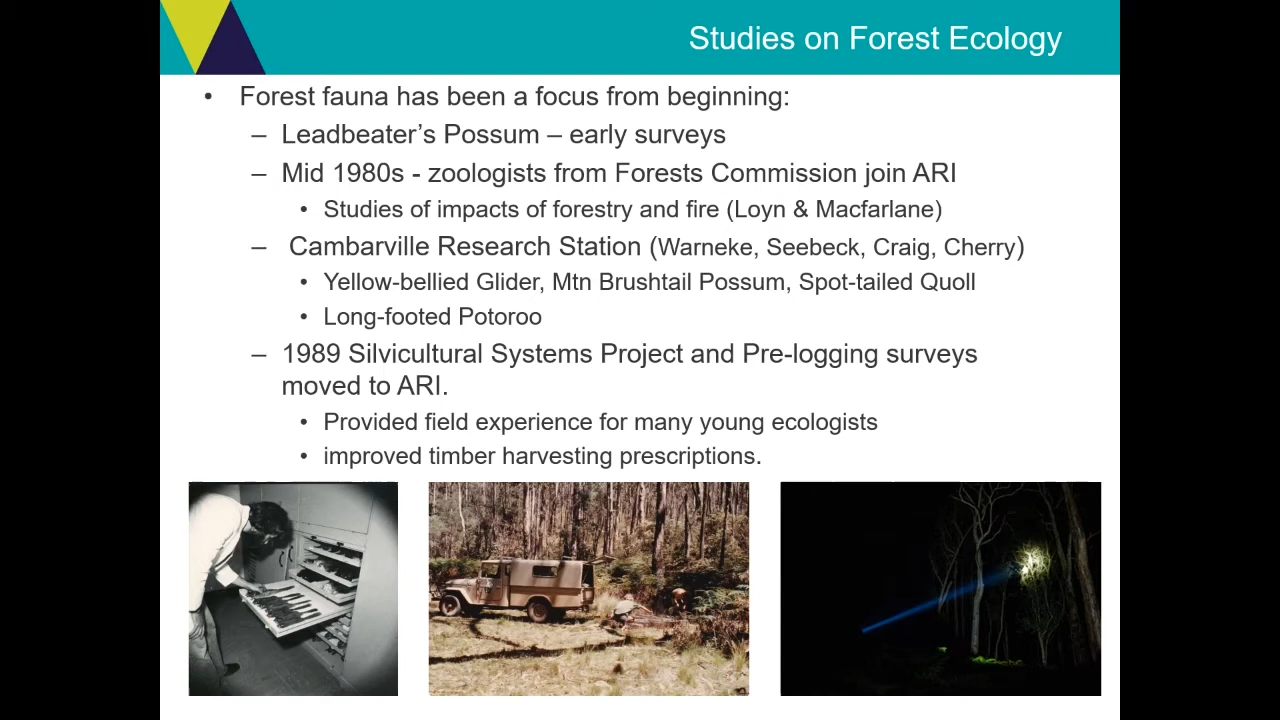 Studies on Forest Ecology
• Forest fauna has been a focus from beginning:
– Leadbeater’s Possum – early surveys
– Mid 1980s - zoologists from Forests Commission join ARI
• Studies of impacts of forestry and fire (Loyn & Macfarlane)
– Cambarville Research Station (Warneke, Seebeck, Craig, Cherry)
• Yellow-bellied Glider, Mtn Brushtail Possum, Spot-tailed Quoll
• Long-footed Potoroo
– 1989 Silvicultural Systems Project and Pre-logging surveys
moved to ARI.
• Provided field experience for many young ecologists
• improved timber harvesting prescriptions.